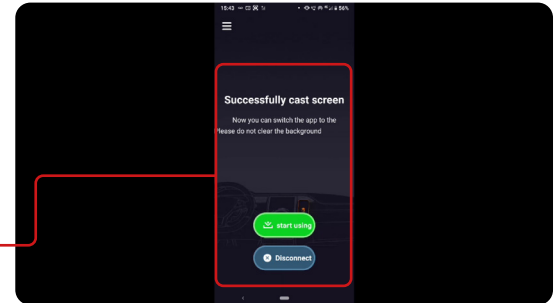 15:43
56%
Successfully cast screen
Now you can switch the app to the
Please do not clear the background
start using
Disconnect